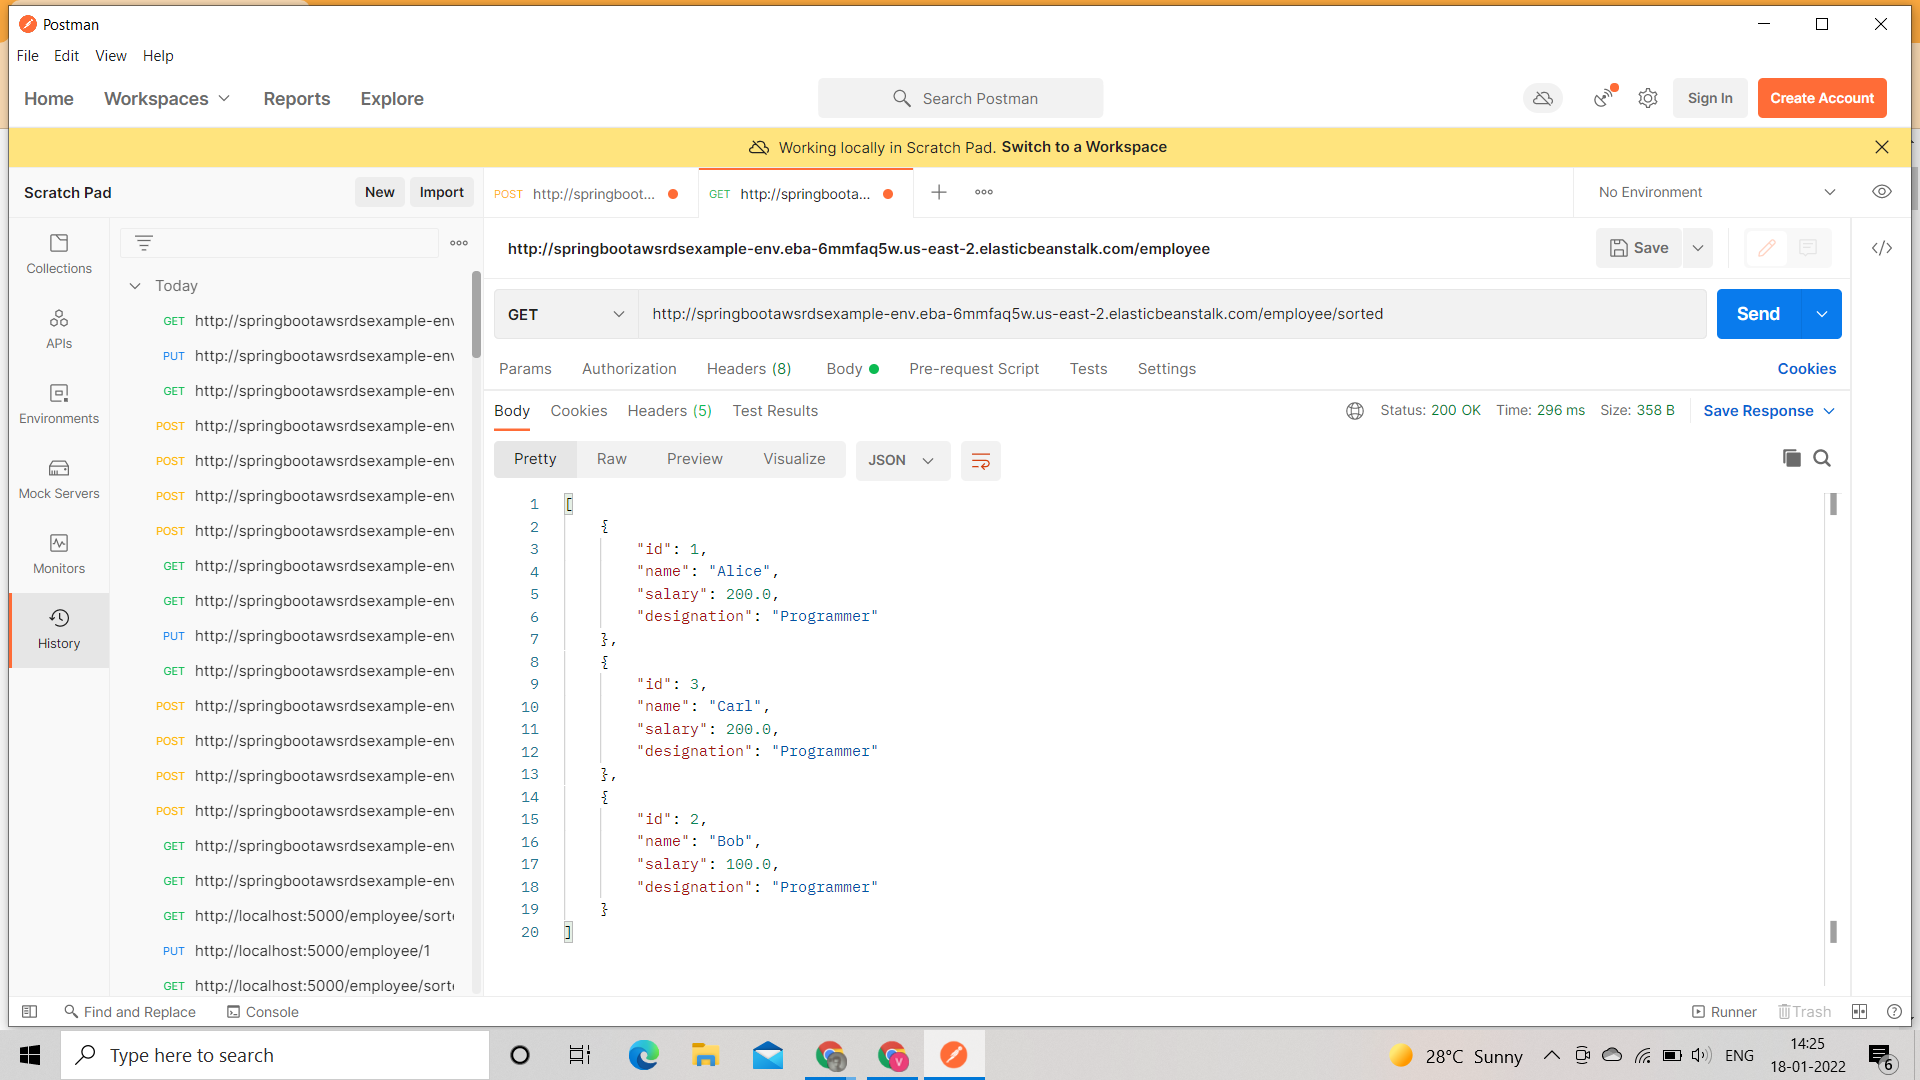 Postman
File Edit View Help
Home Workspaces Reports Explore
Search Postman
Sign In
Create Account
Working locally in Scratch Pad. Switch to a Workspace
Scratch Pad
New
Import
POST http://springboot...
GET http://springboota...
No Environment
Collections
APIs
Environments
Mock Servers
Monitors
History
Today
GET http://springbootawsrdsexample-env
PUT http://springbootawsrdsexample-env
GET http://springbootawsrdsexample-env
POST http://springbootawsrdsexample-env
POST http://springbootawsrdsexample-env
POST http://springbootawsrdsexample-env
POST http://springbootawsrdsexample-env
GET http://springbootawsrdsexample-env
GET http://springbootawsrdsexample-env
PUT http://springbootawsrdsexample-env
GET http://springbootawsrdsexample-env
POST http://springbootawsrdsexample-env
POST http://springbootawsrdsexample-env
POST http://springbootawsrdsexample-env
POST http://springbootawsrdsexample-env
GET http://springbootawsrdsexample-env
GET http://springbootawsrdsexample-env
GET http://localhost:5000/employee/sorte
PUT http://localhost:5000/employee/1
GET http://localhost:5000/employee/sorte
http://springbootawsrdsexample-env.eba-6mmfaq5w.us-east-2.elasticbeanstalk.com/employee
Save
GET
http://springbootawsrdsexample-env.eba-6mmfaq5w.us-east-2.elasticbeanstalk.com/employee/sorted
Send
Params Authorization Headers (8) Body Pre-request Script Tests Settings
Cookies
Body Cookies Headers (5) Test Results
Status: 200 OK Time: 296 ms Size: 358 B
Save Response
Pretty Raw Preview Visualize
JSON
1 [
2 {
3 "id": 1,
4 "name": "Alice",
5 "salary": 200.0,
6 "designation": "Programmer"
7 },
8 {
9 "id": 3,
10 "name": "Carl",
11 "salary": 200.0,
12 "designation": "Programmer"
13 },
14 {
15 "id": 2,
16 "name": "Bob",
17 "salary": 100.0,
18 "designation": "Programmer"
19 }
20 ]
Find and Replace
Console
Runner
Trash
Type here to search
V
28°C Sunny
ENG
14:25
18-01-2022
6